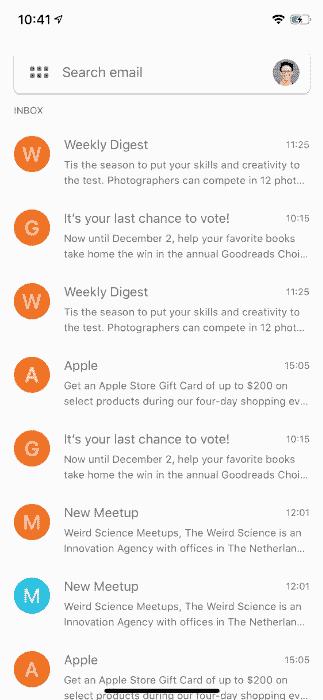 10:41
Search email
INBOX
W
Weekly Digest
11:25
Tis the season to put your skills and creativity to
the test. Photographers can compete in 12 phot...
G
It's your last chance to vote!
10:15
Now until December 2, help your favorite books
take home the win in the annual Goodreads Choi...
W
Weekly Digest
11:25
Tis the season to put your skills and creativity to
the test. Photographers can compete in 12 phot...
A
Apple
15:05
Get an Apple Store Gift Card of up to $200 on
select products during our four-day shopping ev...
G
It's your last chance to vote!
10:15
Now until December 2, help your favorite books
take home the win in the annual Goodreads Choi...
M
New Meetup
12:01
Weird Science Meetups, The Weird Science is an
Innovation Agency with offices in The Netherlan...
M
New Meetup
12:01
Weird Science Meetups, The Weird Science is an
Innovation Agency with offices in The Netherlan...
A
Apple
15:05
Get an Apple Store Gift Card of up to $200 on
select products during our four-day shopping ev...